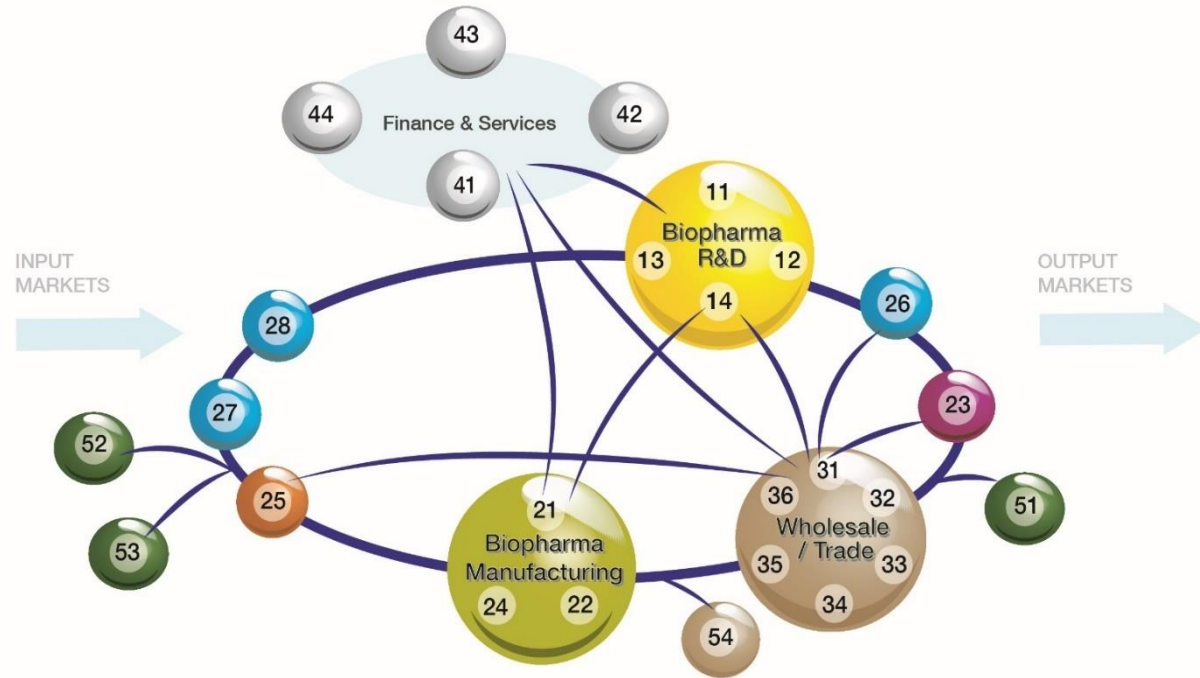 43
44
Finance & Services
42
41
11
Biopharma
R&D
13
12
14
INPUT
MARKETS
OUTPUT
MARKETS
28
26
27
23
52
25
53
21
Biopharma
Manufacturing
24
22
31
36
32
Wholesale
/ Trade
35
33
34
51
54